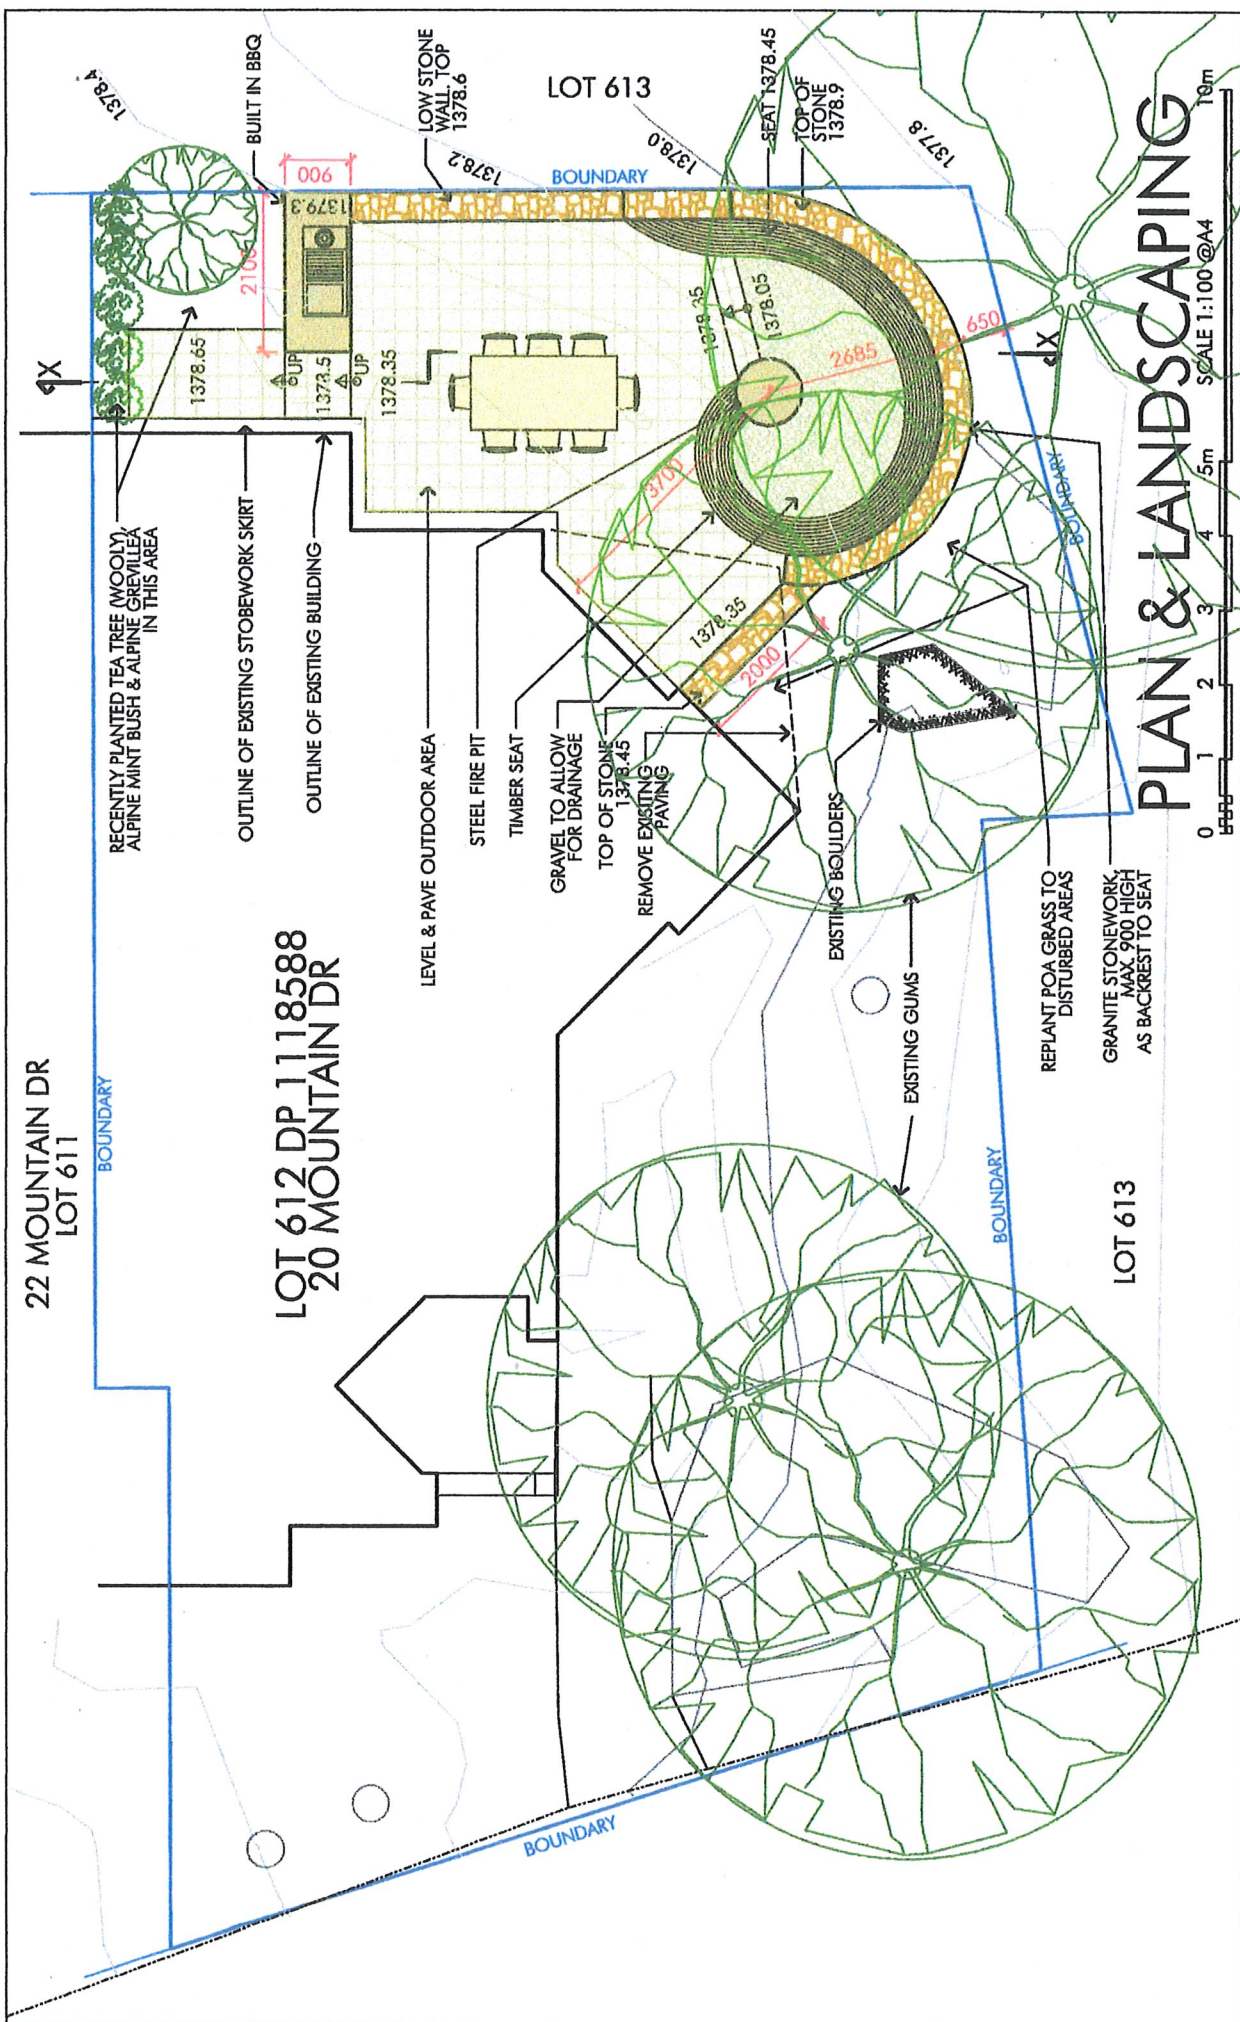 22 MOUNTAIN DR
LOT 611
BOUNDARY
LOT 612 DP 1118588
20 MOUNTAIN DR
RECENTLY PLANTED TEA TREE (WOOLY),
ALPINE MINT BUSH & ALPINE GREVILLEA
IN THIS AREA
OUTLINE OF EXISTING STOBEWORK SKIRT
OUTLINE OF EXISTING BUILDING
LEVEL & PAVE OUTDOOR AREA
STEEL FIRE PIT
TIMBER SEAT
GRAVEL TO ALLOW
FOR DRAINAGE
TOP OF STONE
1378.45
REMOVE EXISTING
PAVING
EXISTING BOULDERS
EXISTING GUMS
REPLANT POA GRASS TO
DISTURBED AREAS
GRANITE STONEWORK,
MAX. 900 HIGH
AS BACKREST TO SEAT
X
1378.65
UP
1378.5
UP
1378.35
2100
900
1379.3
1378.4
BUILT IN BBQ
LOW STONE
WALL. TOP
1378.6
1378.2
LOT 613
BOUNDARY
1378.0
SEAT 1378.45
TOP OF
STONE
1378.9
1377.8
1378.35
1378.05
2685
650
X
3700
1378.35
2000
BOUNDARY
BOUNDARY
LOT 613
BOUNDARY
PLAN & LANDSCAPING
SCALE 1:100 @A4
0 1 2 3 4 5m 10m